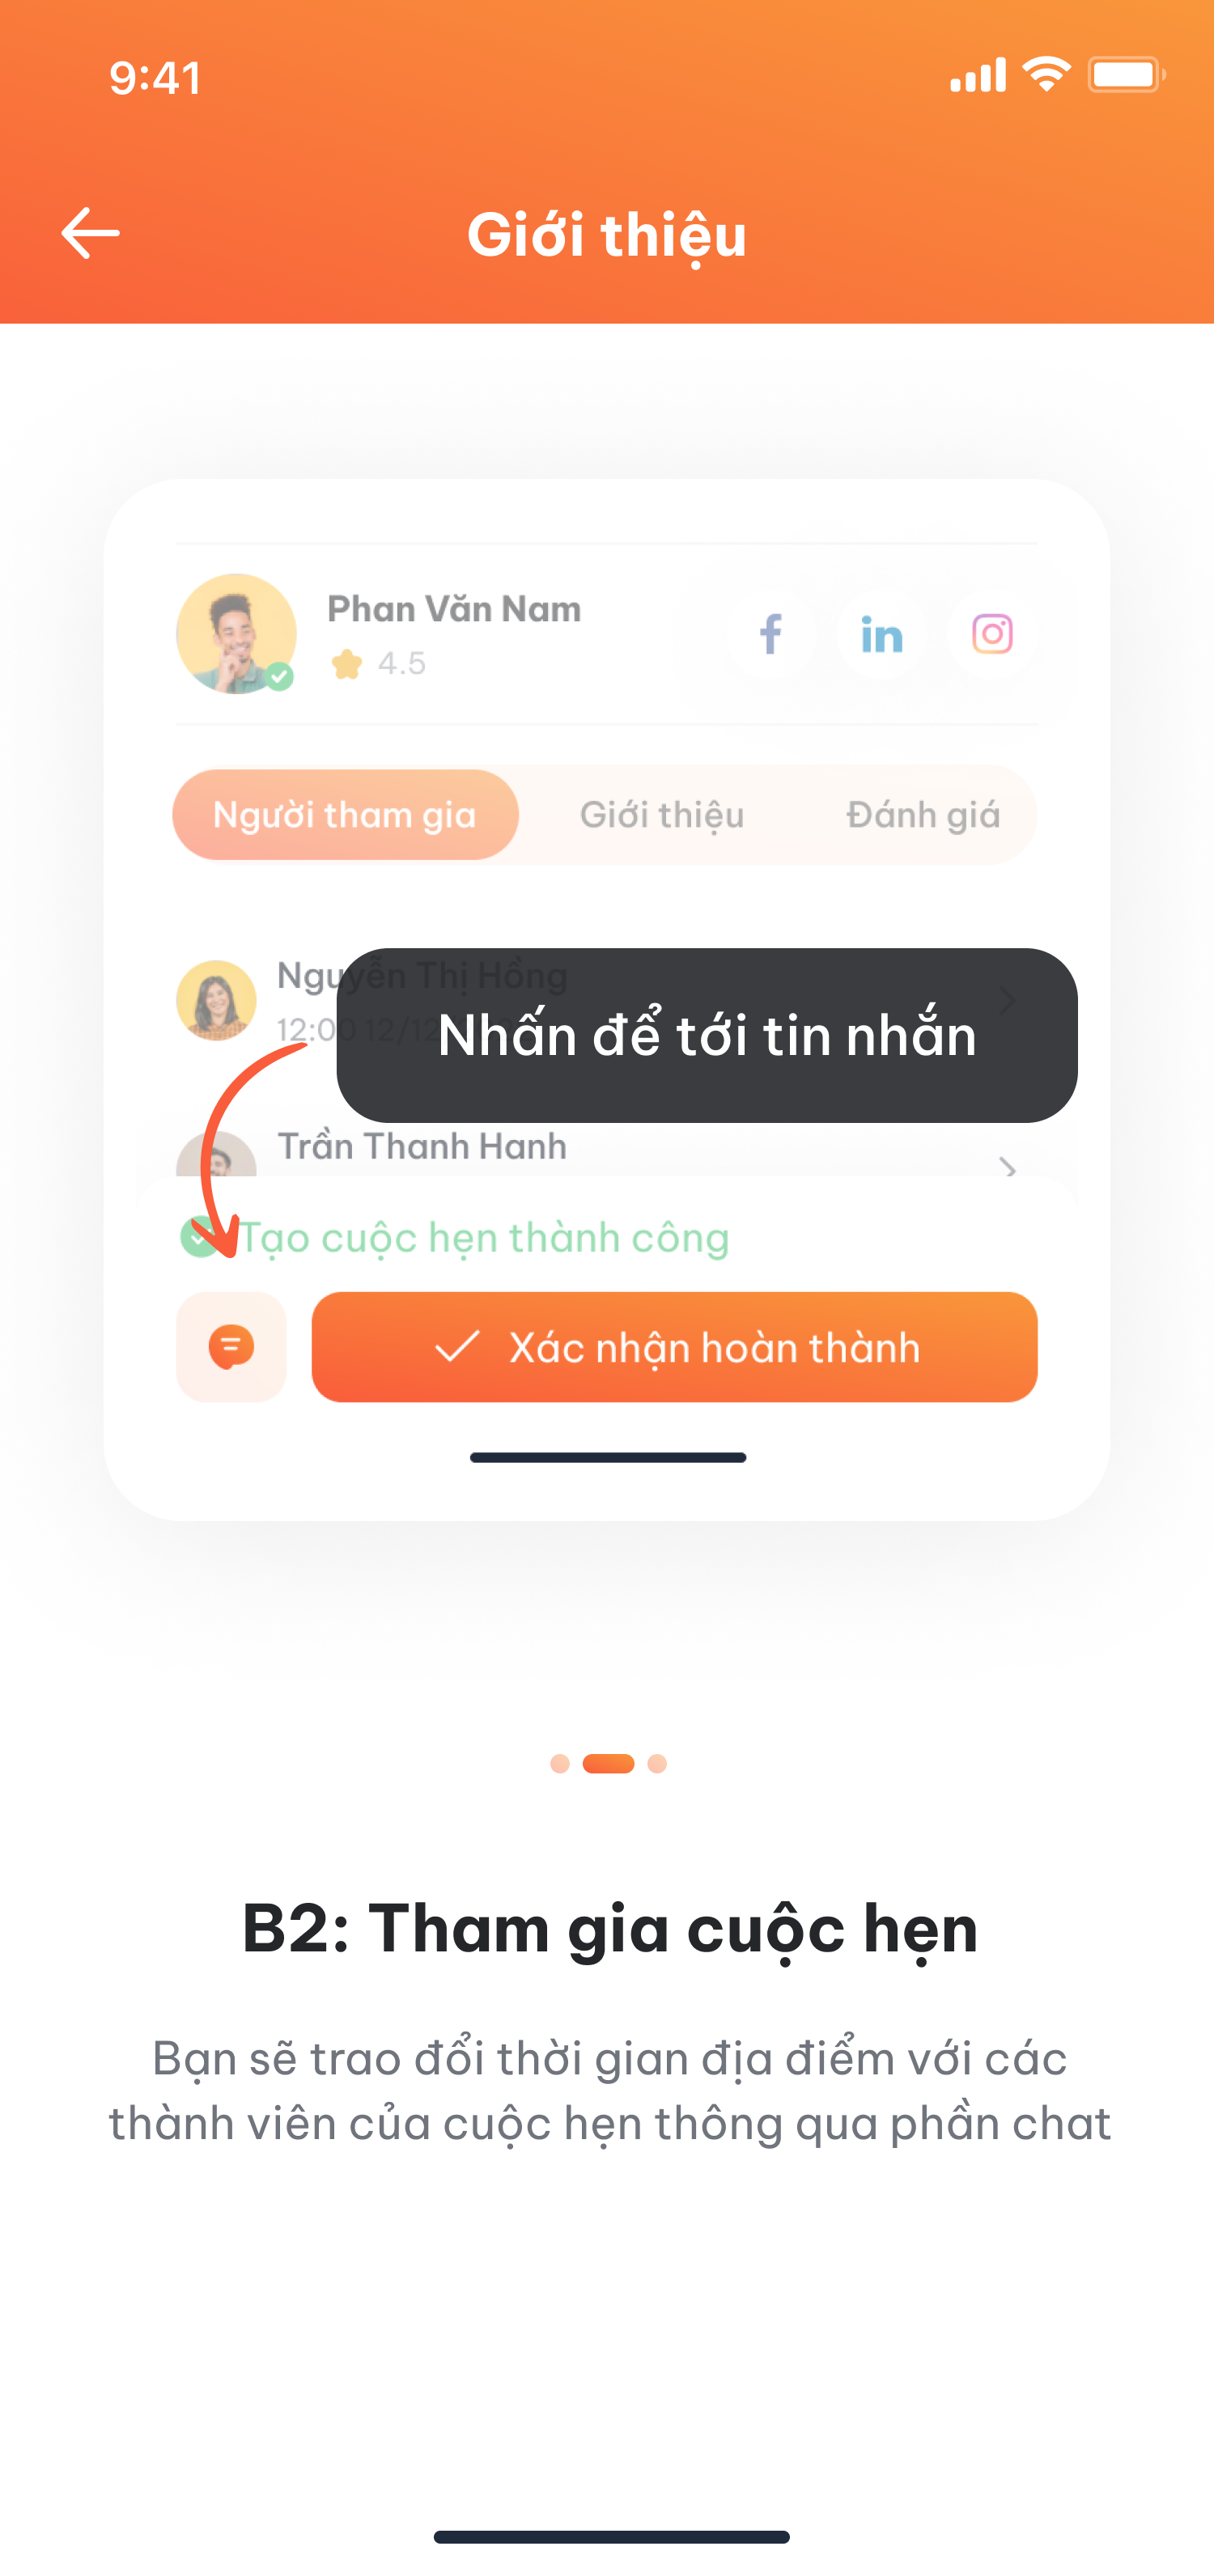 9:41
Giới thiệu
Phan Văn Nam
4.5
Người tham gia
Giới thiệu
Đánh giá
Nguyễn Thị Hồng
12:00 12/12
Nhấn để tới tin nhắn
Trần Thanh Hanh
Tạo cuộc hẹn thành công
Xác nhận hoàn thành
B2: Tham gia cuộc hẹn
Bạn sẽ trao đổi thời gian địa điểm với các
thành viên của cuộc hẹn thông qua phần chat